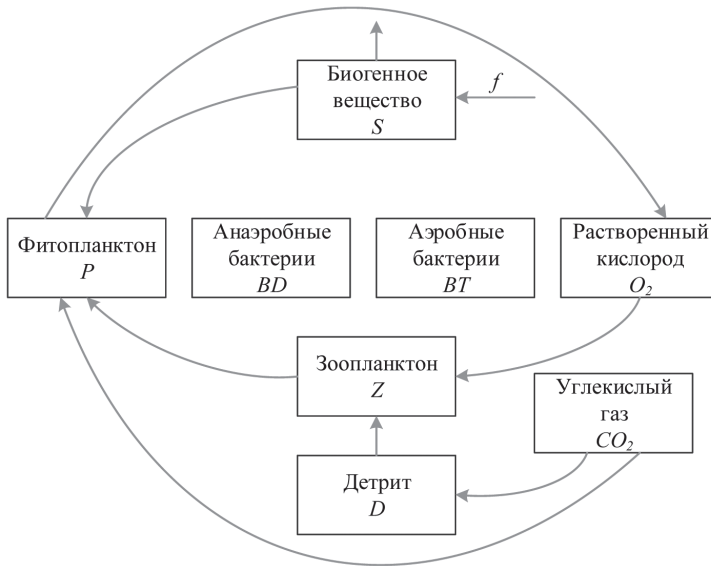 Биогенное
вещество
S
f
Фитопланктон
P
Анаэробные
бактерии
BD
Аэробные
бактерии
BT
Растворенный
кислород
O₂
Зоопланктон
Z
Углекислый
газ
CO₂
Детрит
D